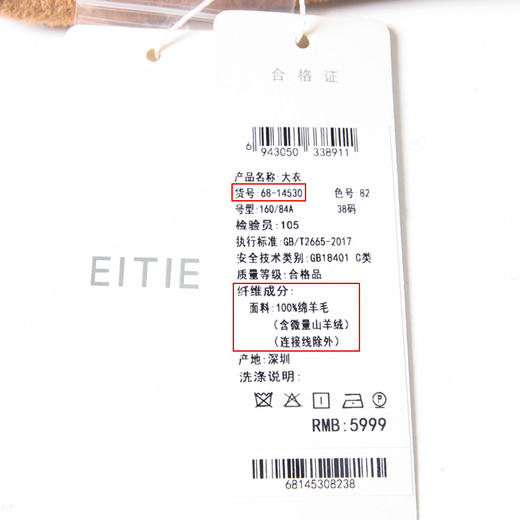 EITIE
合格证
6 943050 338911
产品名称:大衣
货号:68-14530 色号:82
号型:160/84A 38码
检验员:105
执行标准:GB/T2665-2017
安全技术类别:GB18401 C类
质量等级:合格品
纤维成分:
面料:100%绵羊毛
(含微量山羊绒)
(连接线除外)
产地:深圳
洗涤说明:
P
RMB:5999
68145308238